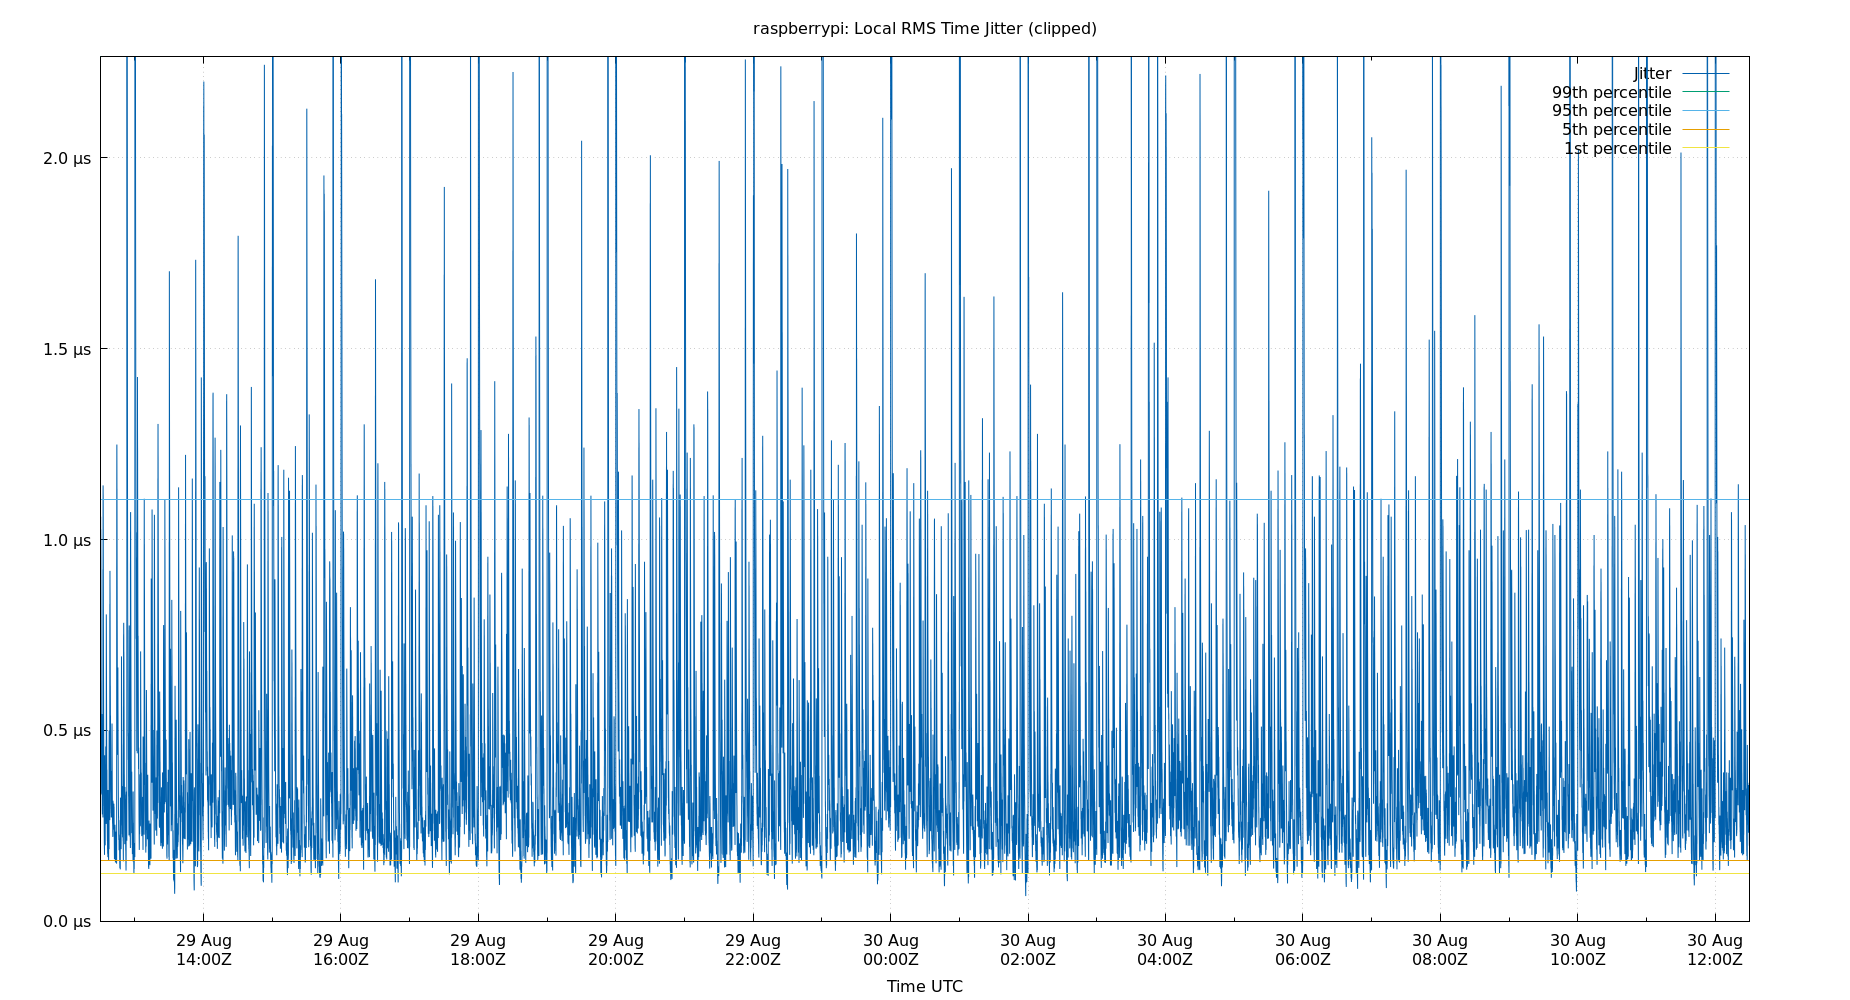 raspberrypi: Local RMS Time Jitter (clipped)
Jitter
99th percentile
95th percentile
5th percentile
1st percentile
2.0 µs
1.5 µs
1.0 µs
0.5 µs
0.0 µs
29 Aug 29 Aug 29 Aug 29 Aug 29 Aug 30 Aug 30 Aug 30 Aug 30 Aug 30 Aug 30 Aug 30 Aug
14:00Z 16:00Z 18:00Z 20:00Z 22:00Z 00:00Z 02:00Z 04:00Z 06:00Z 08:00Z 10:00Z 12:00Z
Time UTC